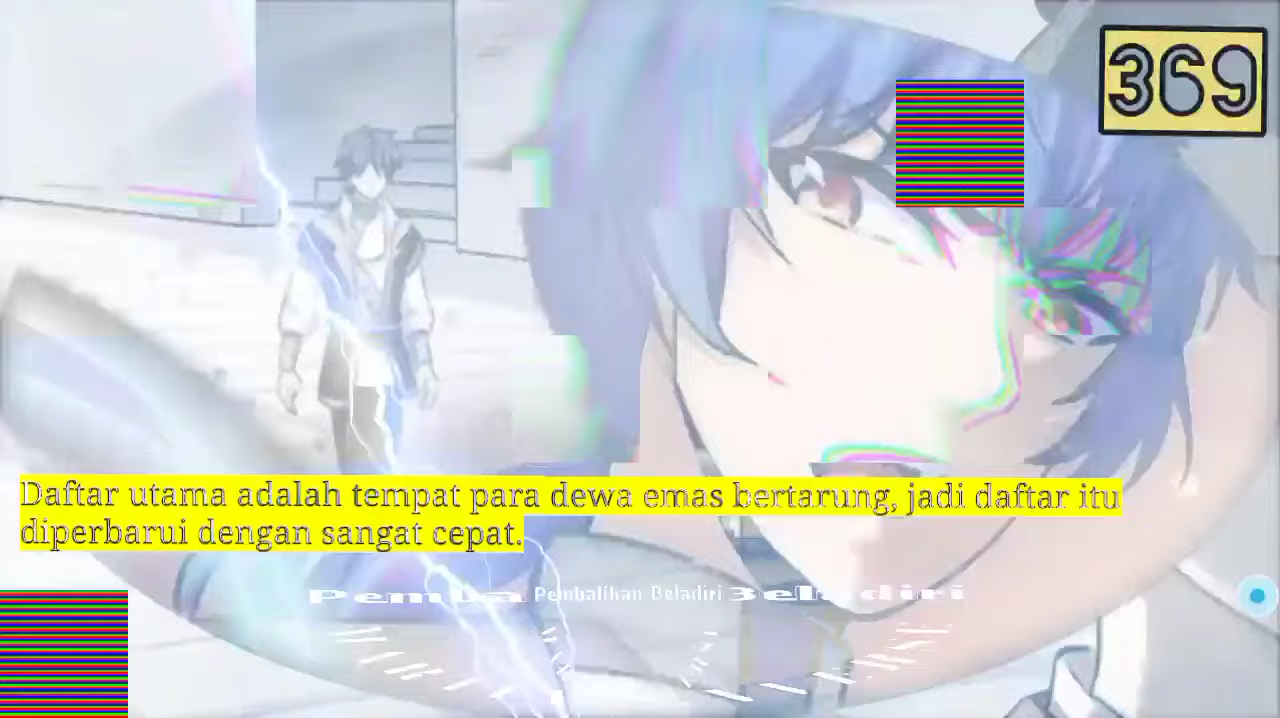 369
Daftar utama adalah tempat para dewa emas bertarung, jadi daftar itu
diperbarui dengan sangat cepat.
Pembalikan Beladiri